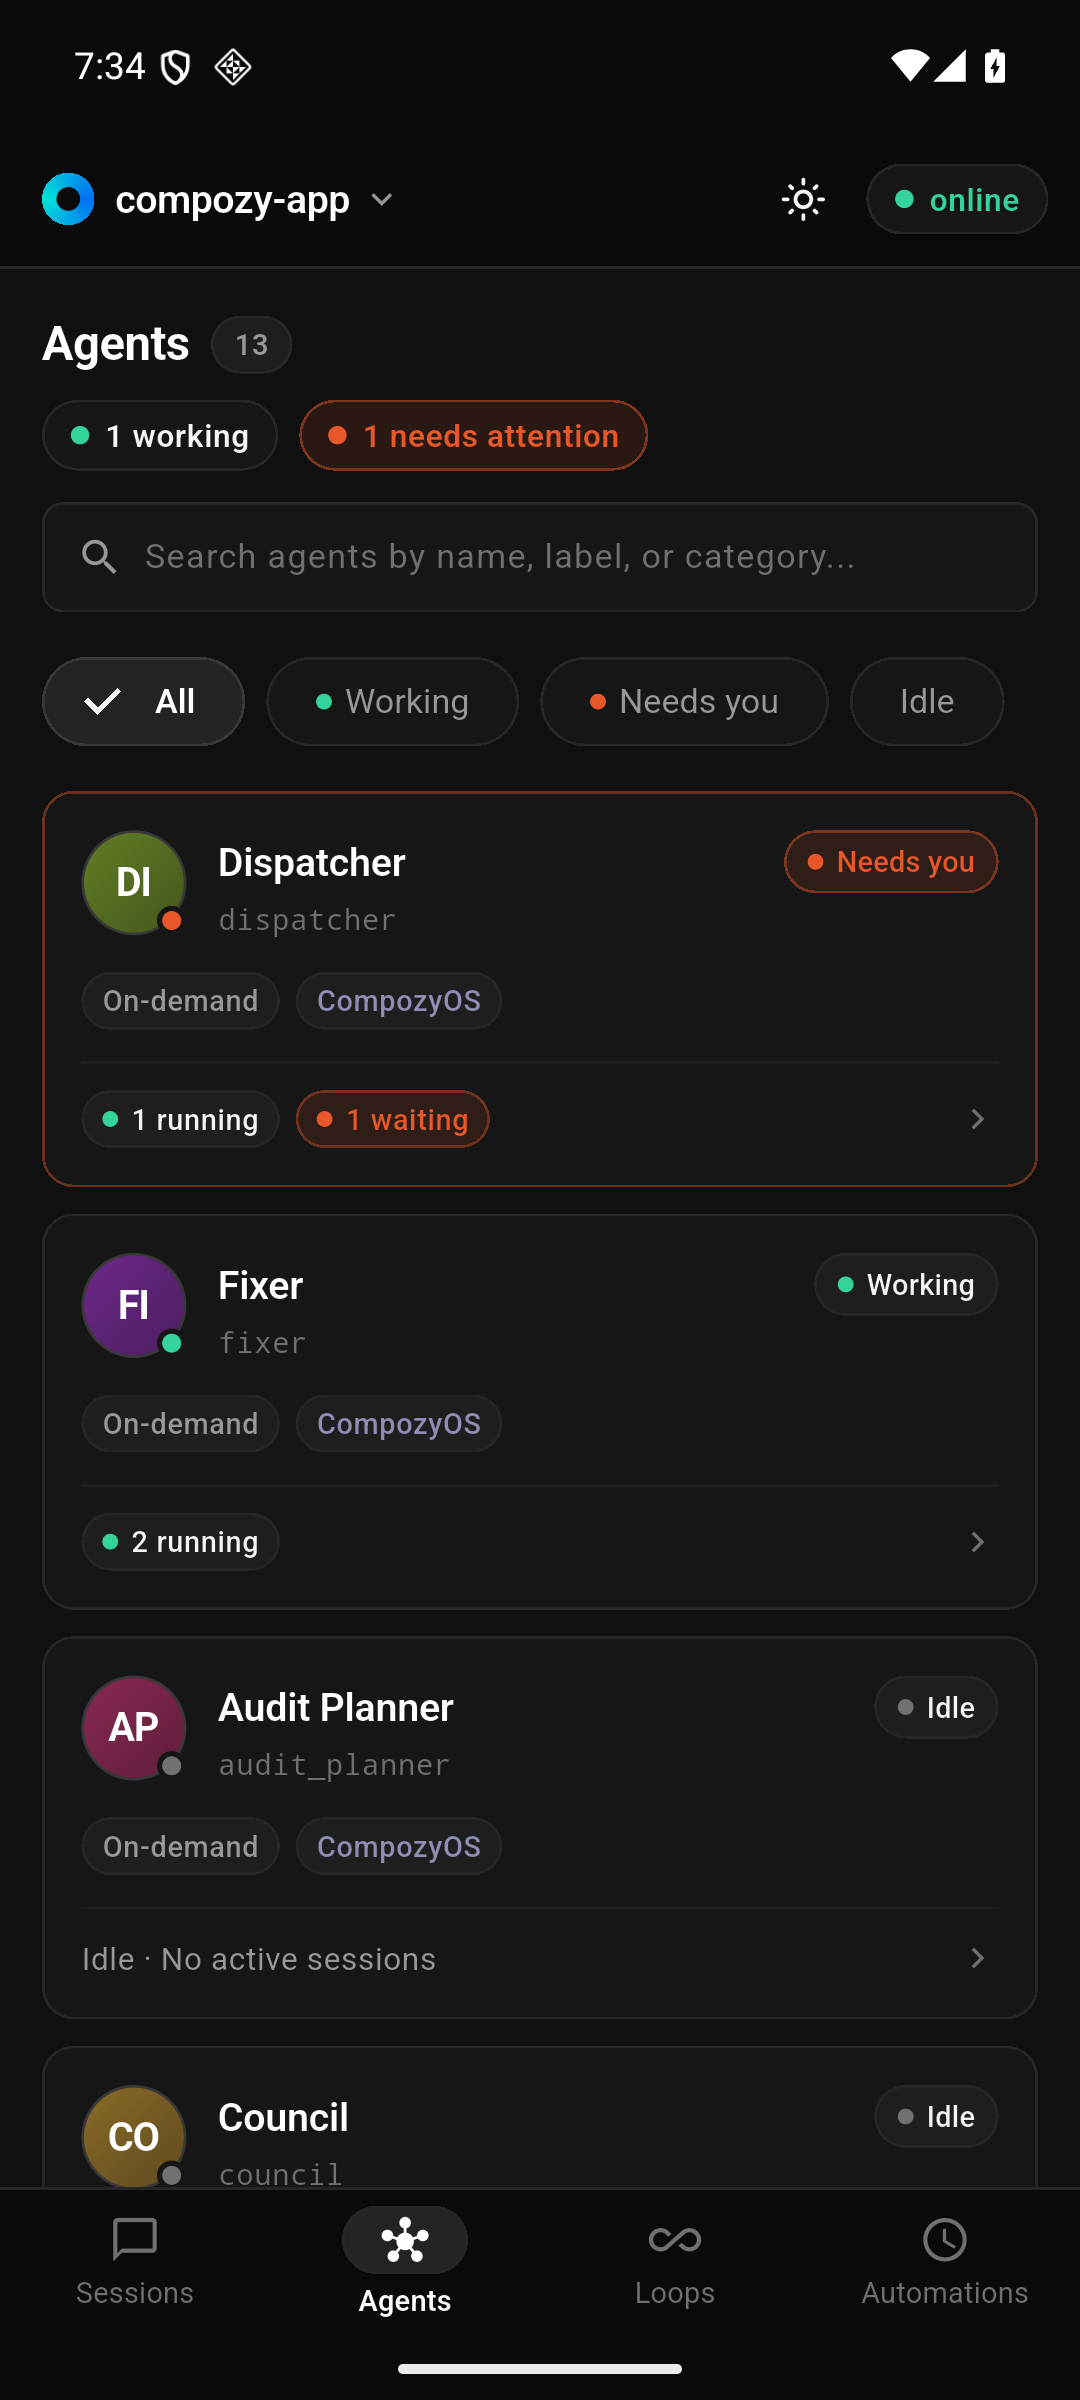 7:34
compozy-app
online
Agents 13
1 working 1 needs attention
Search agents by name, label, or category...
All Working Needs you Idle
DI Dispatcher Needs you
dispatcher
On-demand CompozyOS
1 running 1 waiting
FI Fixer Working
fixer
On-demand CompozyOS
2 running
AP Audit Planner Idle
audit_planner
On-demand CompozyOS
Idle · No active sessions
CO Council Idle
council
Sessions Agents Loops Automations